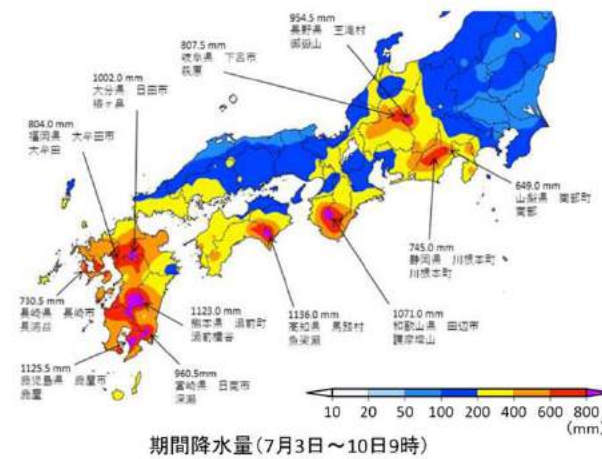 954.5 mm
長野県 王滝村
御嶽山
807.5 mm
岐阜県 下呂市
萩原
1002.0 mm
大分県 日田市
椿ヶ鼻
804.0 mm
福岡県 大牟田市
大牟田
649.0 mm
山梨県 南部町
南部
745.0 mm
静岡県 川根本町
川根本町
730.5 mm
長崎県 長崎市
長浦岳
1123.0 mm
熊本県 湯前町
湯前横谷
1136.0 mm
高知県 馬路村
魚梁瀬
1071.0 mm
和歌山県 田辺市
護摩壇山
1125.5 mm
鹿児島県 鹿屋市
鹿屋
960.5mm
宮崎県 日南市
深瀬
10 20 50 100 200 400 600 800
(mm)
期間降水量(7月3日～10日9時)